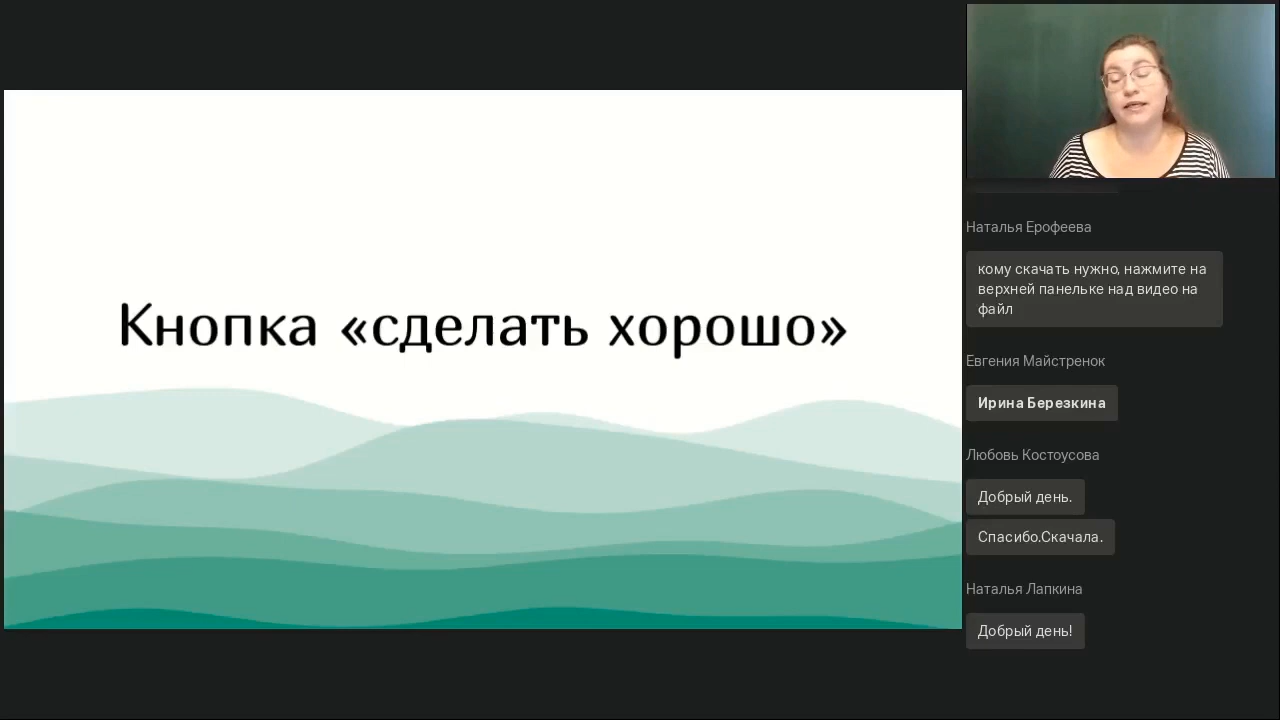 Кнопка «сделать хорошо»
Наталья Ерофеева
кому скачать нужно, нажмите на
верхней панельке над видео на
файл
Евгения Майстренок
Ирина Березкина
Любовь Костоусова
Добрый день.
Спасибо.Скачала.
Наталья Лапкина
Добрый день!